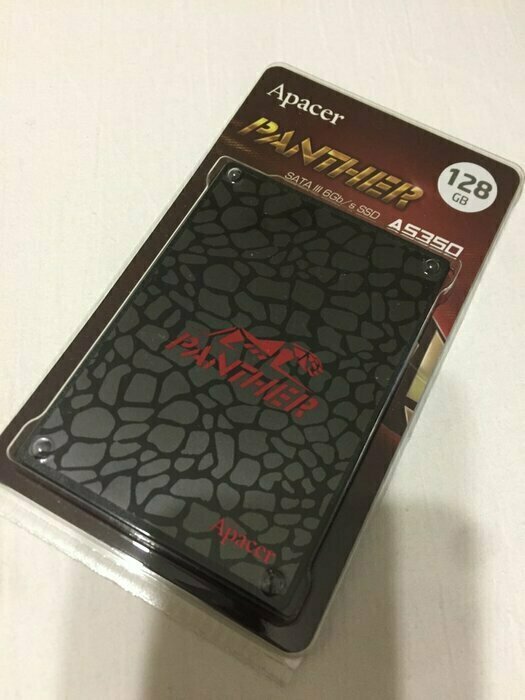 Apacer
PANTHER
128
GB
SATA III 6Gb/s SSD
AS350
PANTHER
Apacer